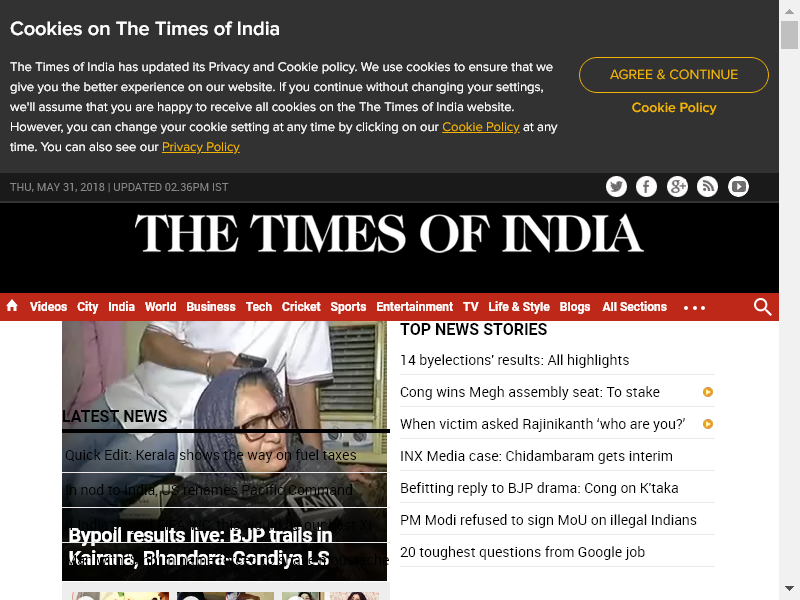 Cookies on The Times of India
The Times of India has updated its Privacy and Cookie policy. We use cookies to ensure that we
give you the better experience on our website. If you continue without changing your settings,
we'll assume that you are happy to receive all cookies on the The Times of India website.
However, you can change your cookie setting at any time by clicking on our Cookie Policy at any
time. You can also see our Privacy Policy
AGREE & CONTINUE
Cookie Policy
THU, MAY 31, 2018 | UPDATED 02.36PM IST
THE TIMES OF INDIA
Videos City India World Business Tech Cricket Sports Entertainment TV Life & Style Blogs All Sections
LATEST NEWS
Quick Edit: Kerala shows the way on fuel taxes
In nod to India, US renames Pacific Command
Bypoll results live: BJP trails in
Kairana, Bhandara-Gondiya LS
TOP NEWS STORIES
14 byelections' results: All highlights
Cong wins Megh assembly seat: To stake
When victim asked Rajinikanth ‘who are you?’
INX Media case: Chidambaram gets interim
Befitting reply to BJP drama: Cong on K'taka
PM Modi refused to sign MoU on illegal Indians
20 toughest questions from Google job